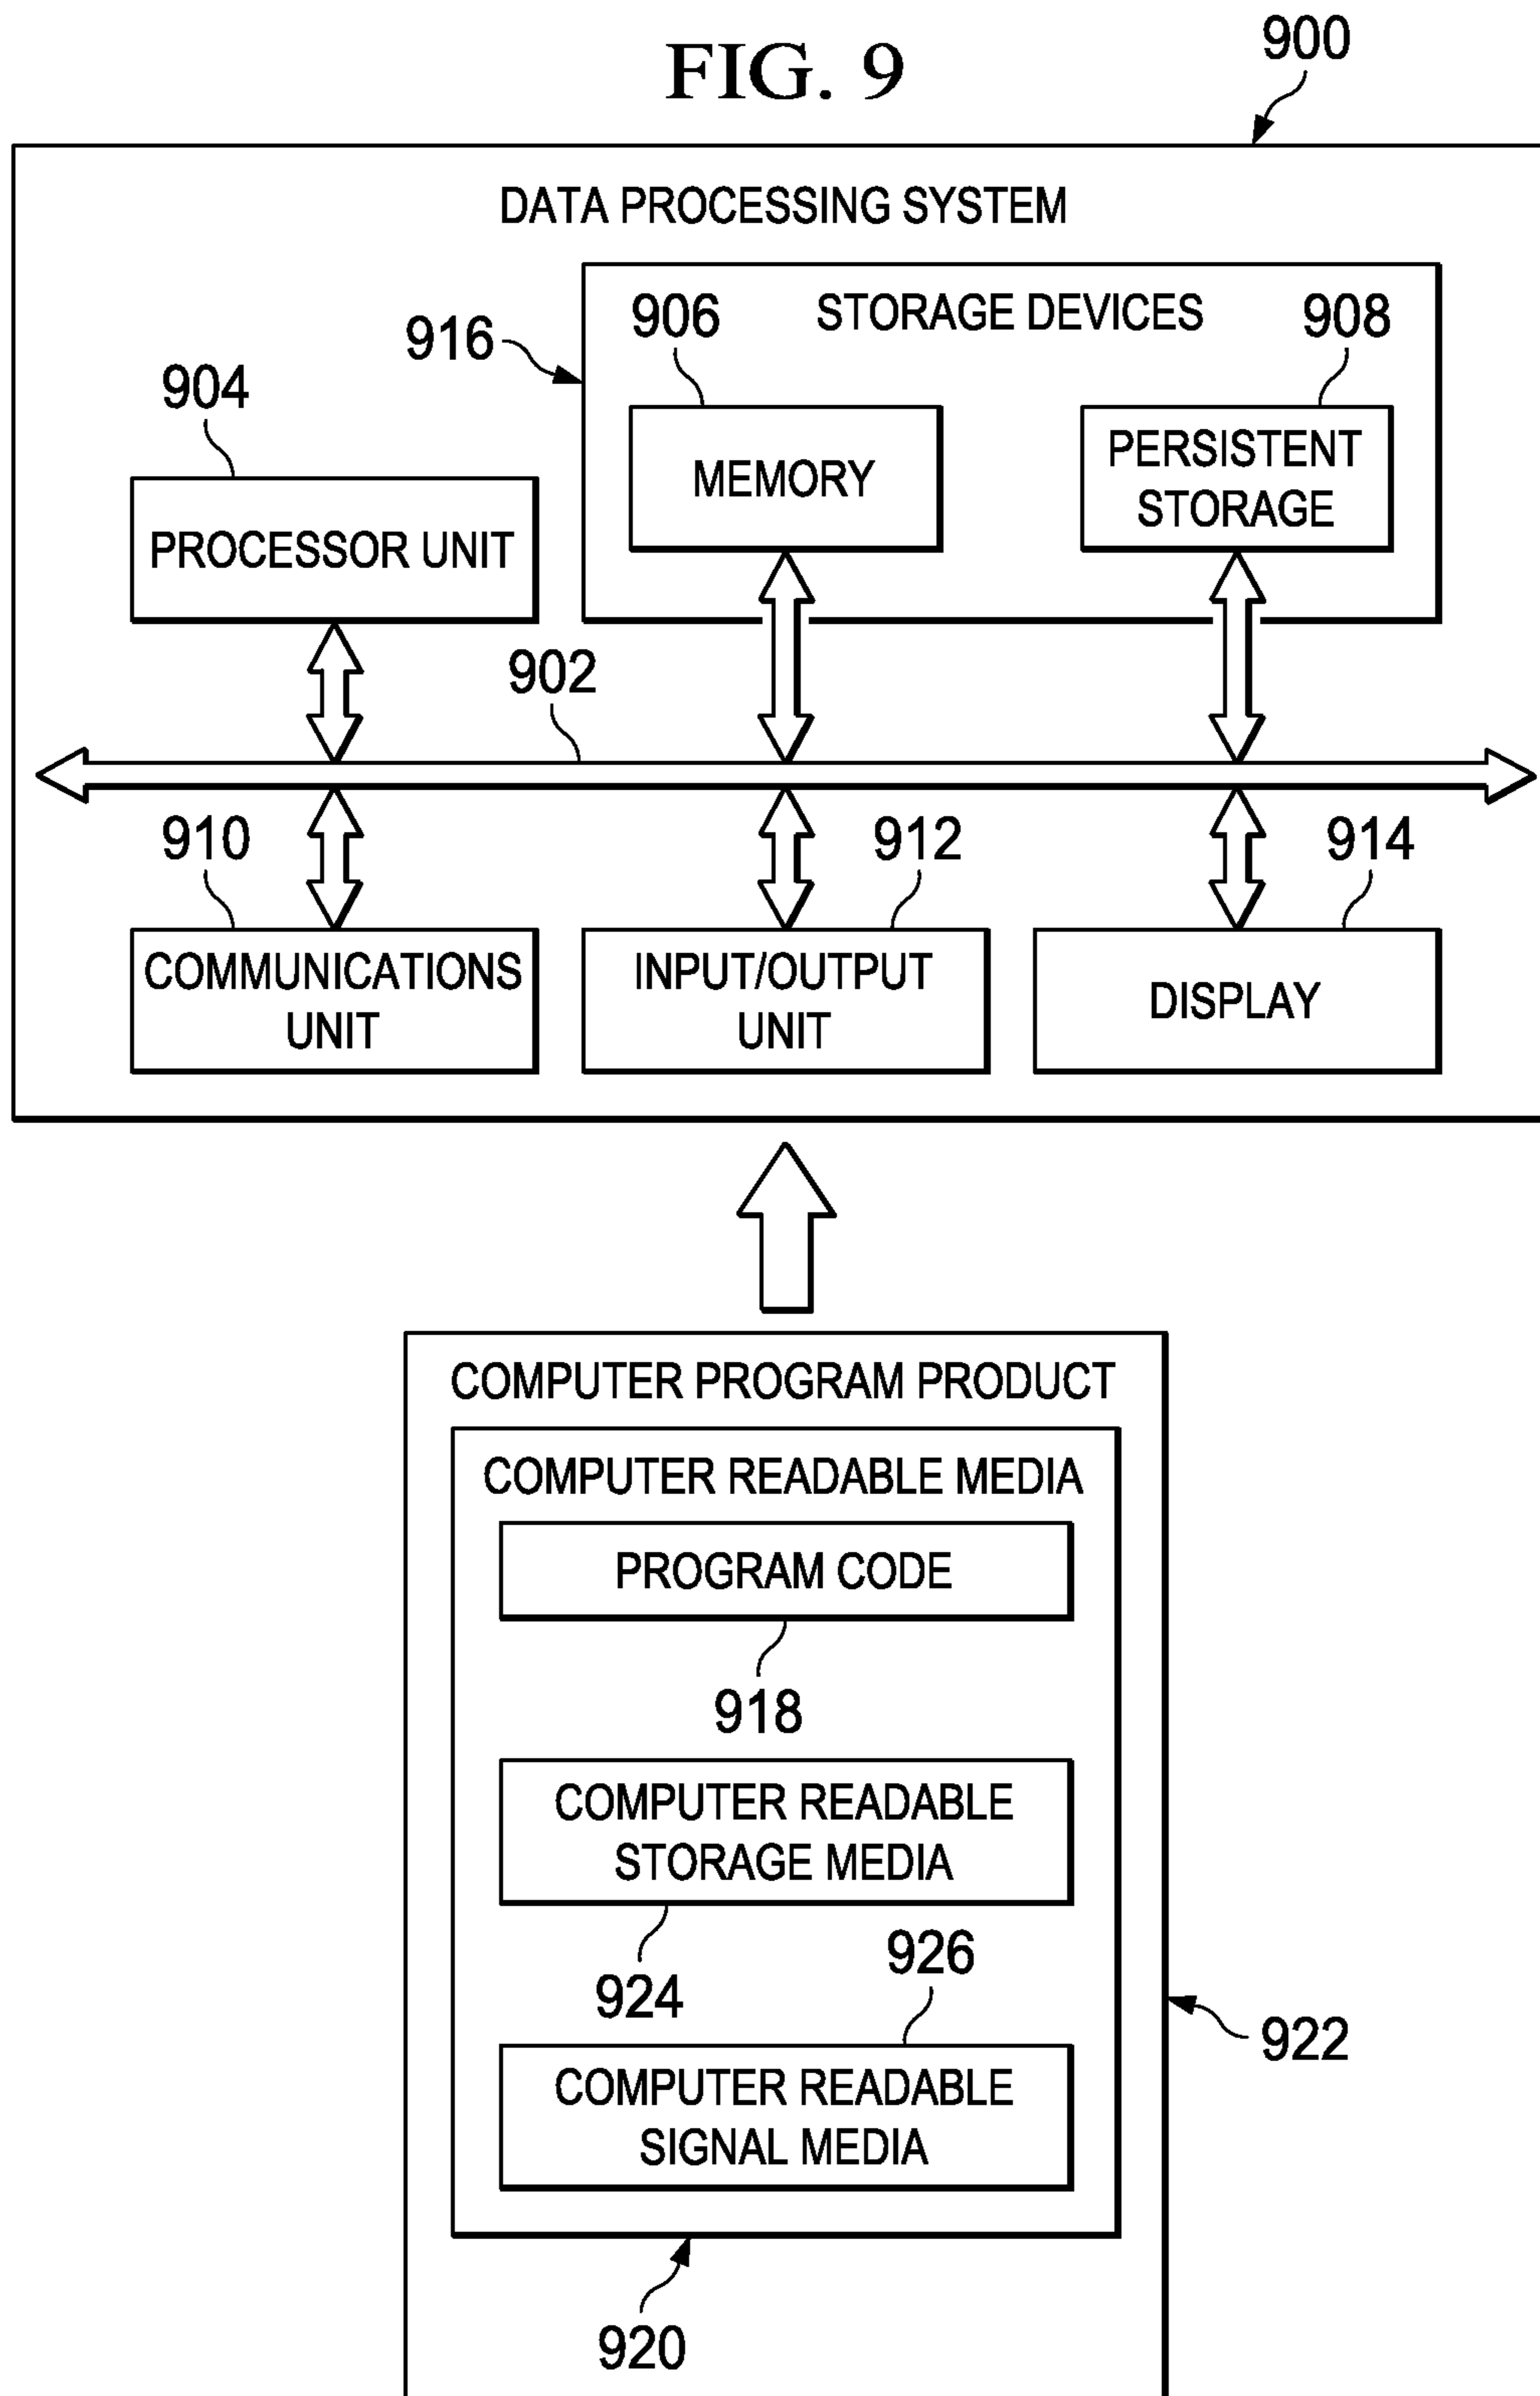 FIG. 9
900
DATA PROCESSING SYSTEM
STORAGE DEVICES
916
906
908
904
MEMORY
PERSISTENT
STORAGE
PROCESSOR UNIT
902
910
912
914
COMMUNICATIONS
UNIT
INPUT/OUTPUT
UNIT
DISPLAY
COMPUTER PROGRAM PRODUCT
COMPUTER READABLE MEDIA
PROGRAM CODE
918
COMPUTER READABLE
STORAGE MEDIA
924
926
922
COMPUTER READABLE
SIGNAL MEDIA
920